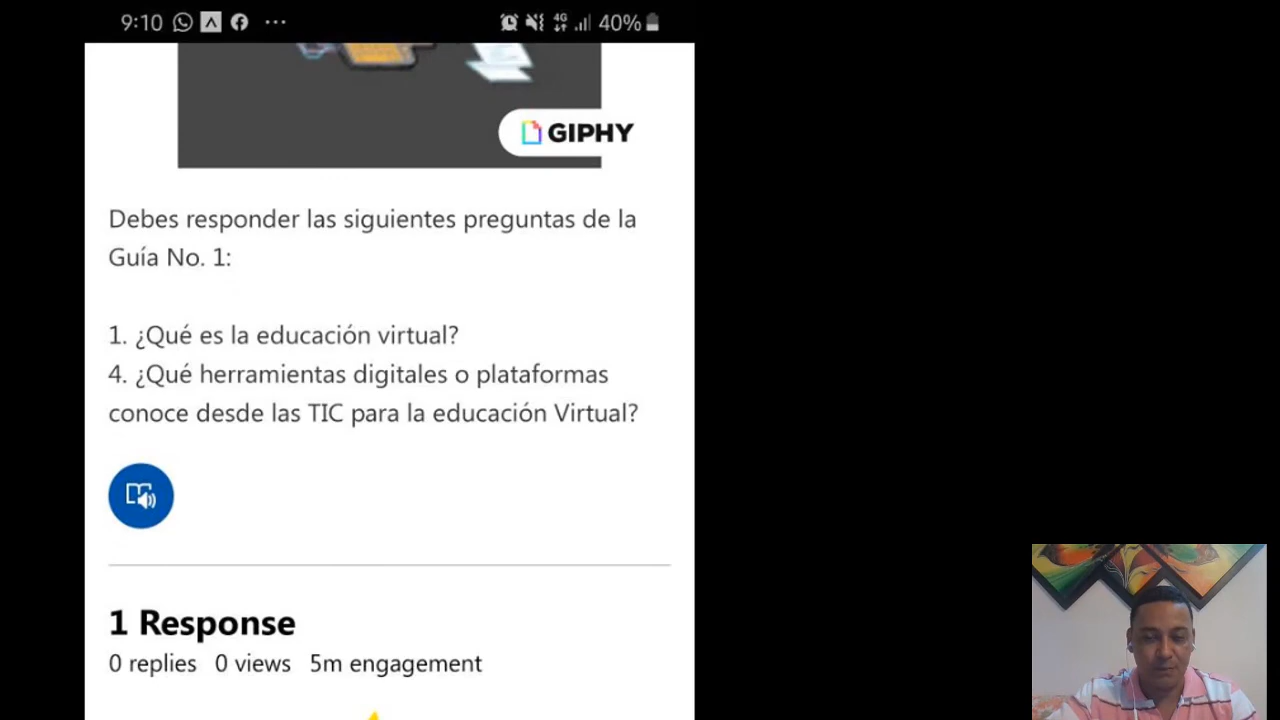 9:10 40%
4G
GIPHY
Debes responder las siguientes preguntas de la
Guía No. 1:
1. ¿Qué es la educación virtual?
4. ¿Qué herramientas digitales o plataformas
conoce desde las TIC para la educación Virtual?
1 Response
0 replies 0 views 5m engagement